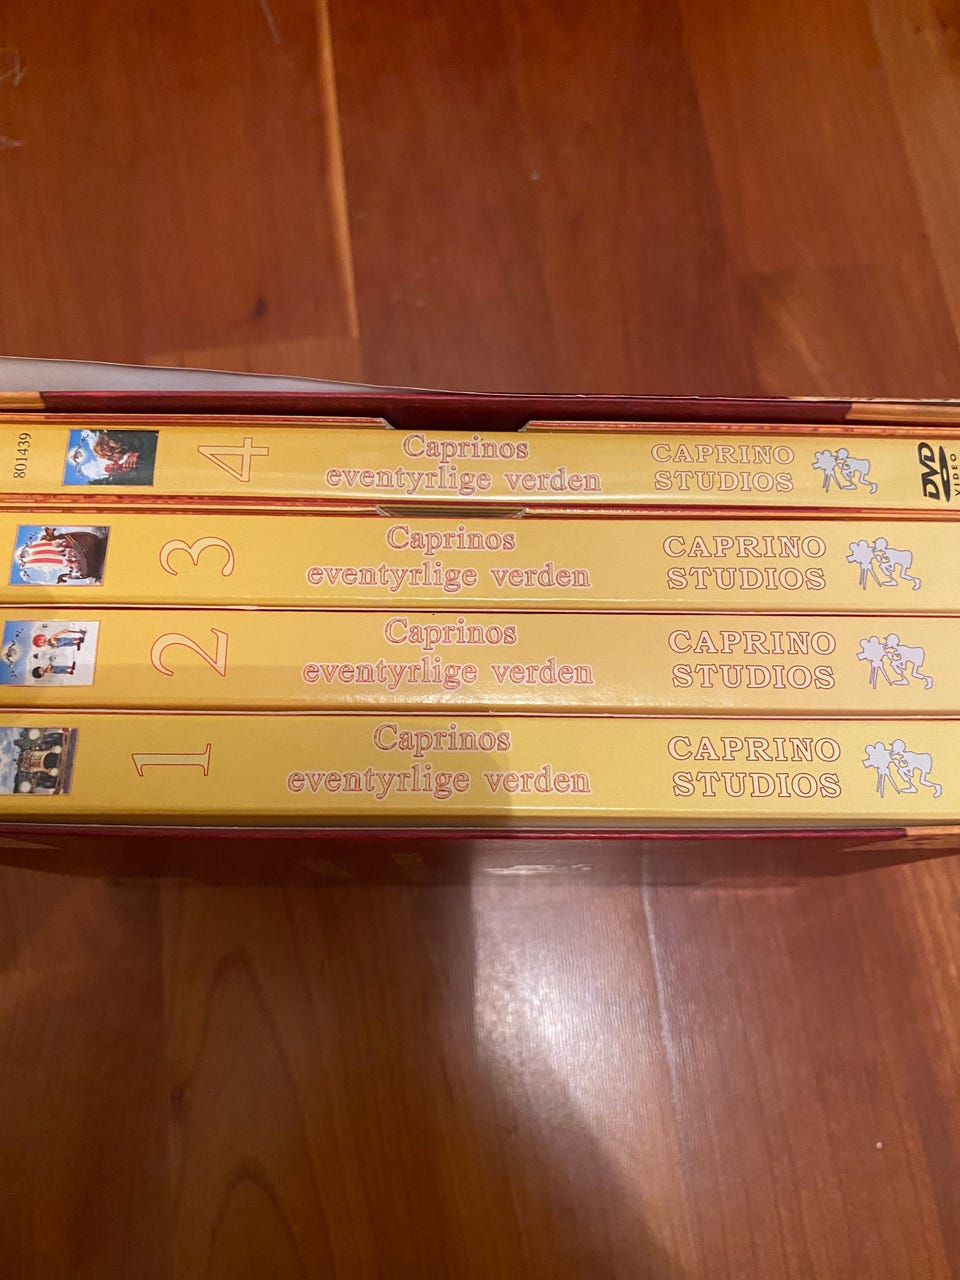 801439
4
Caprinos
eventyrlige verden
CAPRINO
STUDIOS
DVD
VIDEO
3
Caprinos
eventyrlige verden
CAPRINO
STUDIOS
2
Caprinos
eventyrlige verden
CAPRINO
STUDIOS
1
Caprinos
eventyrlige verden
CAPRINO
STUDIOS